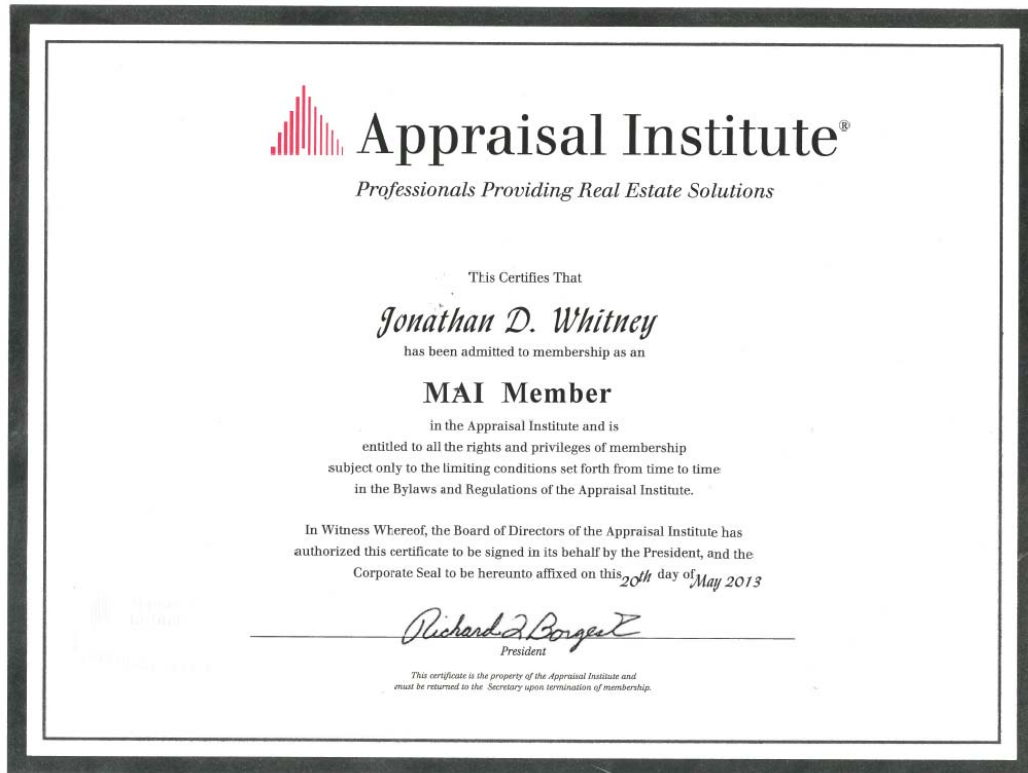 Appraisal Institute®
Professionals Providing Real Estate Solutions
This Certifies That
Jonathan D. Whitney
has been admitted to membership as an
MAI Member
in the Appraisal Institute and is
entitled to all the rights and privileges of membership
subject only to the limiting conditions set forth from time to time
in the Bylaws and Regulations of the Appraisal Institute.
In Witness Whereof, the Board of Directors of the Appraisal Institute has
authorized this certificate to be signed in its behalf by the President, and the
Corporate Seal to be hereunto affixed on this 20th day of May 2013
Richard L Borges II
President
This certificate is the property of the Appraisal Institute and
must be returned to the Secretary upon termination of membership.